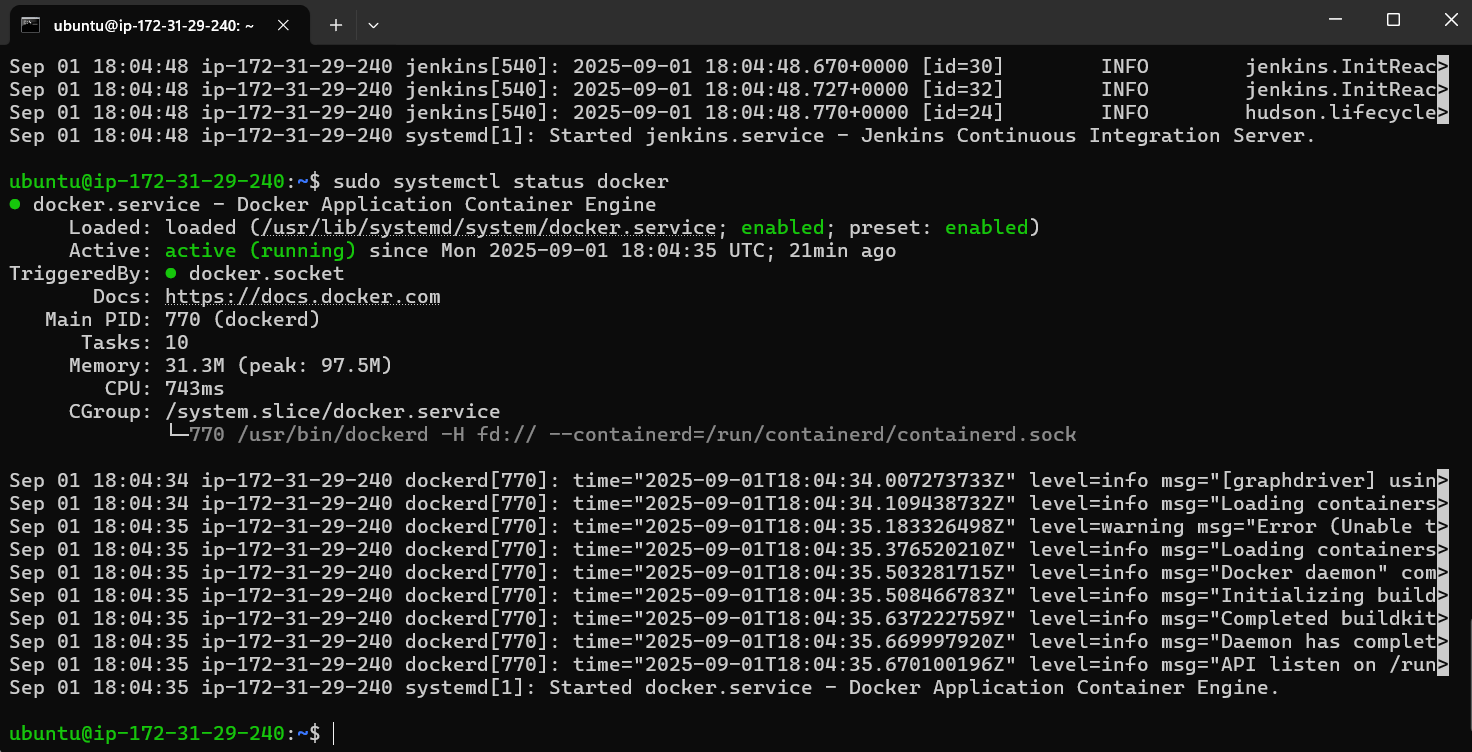 ubuntu@ip-172-31-29-240: ~
Sep 01 18:04:48 ip-172-31-29-240 jenkins[540]: 2025-09-01 18:04:48.670+0000 [id=30]        INFO        jenkins.InitReac>
Sep 01 18:04:48 ip-172-31-29-240 jenkins[540]: 2025-09-01 18:04:48.727+0000 [id=32]        INFO        jenkins.InitReac>
Sep 01 18:04:48 ip-172-31-29-240 jenkins[540]: 2025-09-01 18:04:48.770+0000 [id=24]        INFO        hudson.lifecycle>
Sep 01 18:04:48 ip-172-31-29-240 systemd[1]: Started jenkins.service - Jenkins Continuous Integration Server.
ubuntu@ip-172-31-29-240:~$ sudo systemctl status docker
● docker.service - Docker Application Container Engine
     Loaded: loaded (/usr/lib/systemd/system/docker.service; enabled; preset: enabled)
     Active: active (running) since Mon 2025-09-01 18:04:35 UTC; 21min ago
TriggeredBy: ● docker.socket
       Docs: https://docs.docker.com
   Main PID: 770 (dockerd)
      Tasks: 10
     Memory: 31.3M (peak: 97.5M)
        CPU: 743ms
     CGroup: /system.slice/docker.service
             └─770 /usr/bin/dockerd -H fd:// --containerd=/run/containerd/containerd.sock
Sep 01 18:04:34 ip-172-31-29-240 dockerd[770]: time="2025-09-01T18:04:34.007273733Z" level=info msg="[graphdriver] usin>
Sep 01 18:04:34 ip-172-31-29-240 dockerd[770]: time="2025-09-01T18:04:34.109438732Z" level=info msg="Loading containers>
Sep 01 18:04:35 ip-172-31-29-240 dockerd[770]: time="2025-09-01T18:04:35.183326498Z" level=warning msg="Error (Unable t>
Sep 01 18:04:35 ip-172-31-29-240 dockerd[770]: time="2025-09-01T18:04:35.376520210Z" level=info msg="Loading containers>
Sep 01 18:04:35 ip-172-31-29-240 dockerd[770]: time="2025-09-01T18:04:35.503281715Z" level=info msg="Docker daemon" com>
Sep 01 18:04:35 ip-172-31-29-240 dockerd[770]: time="2025-09-01T18:04:35.508466783Z" level=info msg="Initializing build>
Sep 01 18:04:35 ip-172-31-29-240 dockerd[770]: time="2025-09-01T18:04:35.637222759Z" level=info msg="Completed buildkit>
Sep 01 18:04:35 ip-172-31-29-240 dockerd[770]: time="2025-09-01T18:04:35.669997920Z" level=info msg="Daemon has complet>
Sep 01 18:04:35 ip-172-31-29-240 dockerd[770]: time="2025-09-01T18:04:35.670100196Z" level=info msg="API listen on /run>
Sep 01 18:04:35 ip-172-31-29-240 systemd[1]: Started docker.service - Docker Application Container Engine.
ubuntu@ip-172-31-29-240:~$